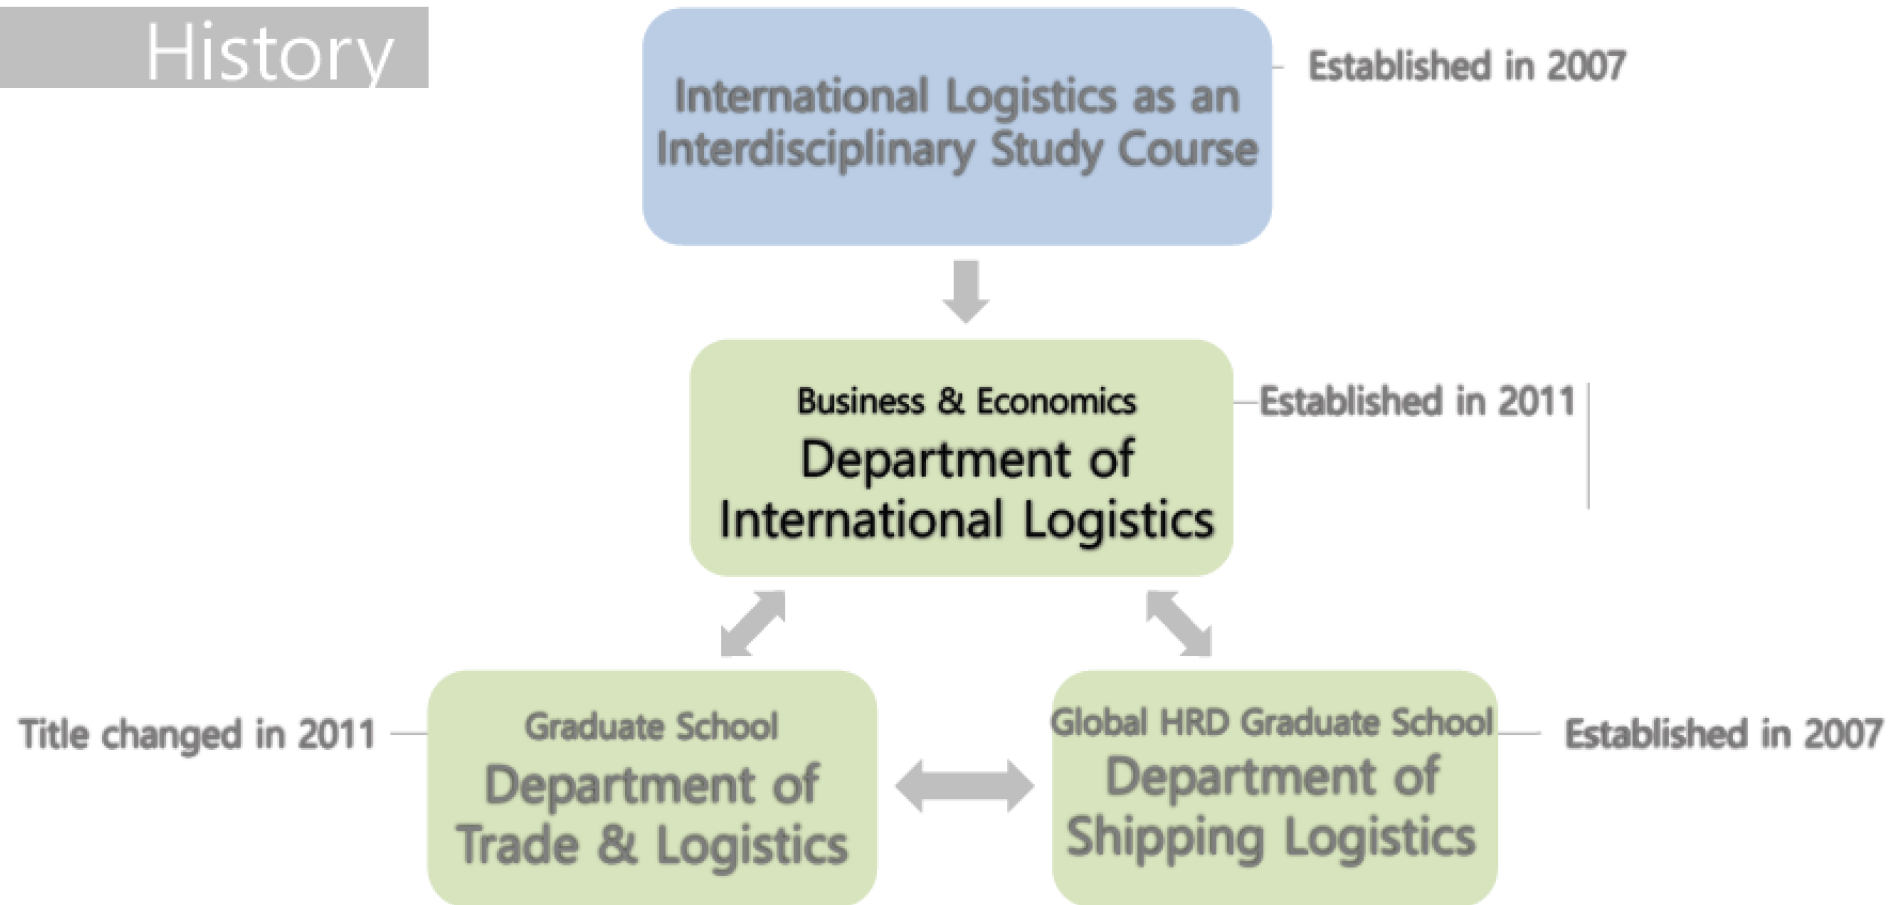 History
International Logistics as an
Interdisciplinary Study Course
Established in 2007
Business & Economics
Department of
International Logistics
Established in 2011
Title changed in 2011
Graduate School
Department of
Trade & Logistics
Global HRD Graduate School
Department of
Shipping Logistics
Established in 2007